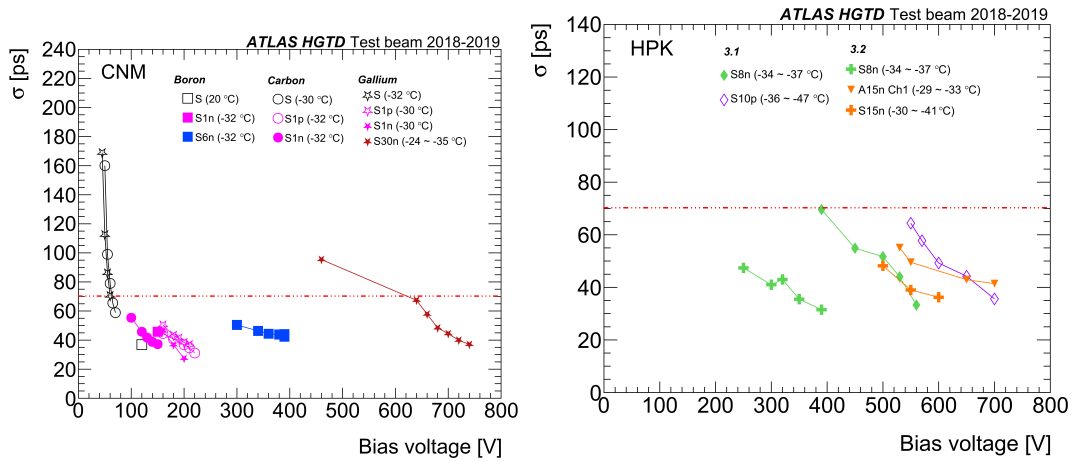 ATLAS HGTD Test beam 2018-2019
CNM
Boron
S (20 °C)
S1n (-32 °C)
S6n (-32 °C)
Carbon
S (-30 °C)
S1p (-32 °C)
S1n (-32 °C)
Gallium
S (-32 °C)
S1p (-30 °C)
S1n (-30 °C)
S30n (-24 ~ -35 °C)
σ [ps]
240
220
200
180
160
140
120
100
80
60
40
20
0
0 100 200 300 400 500 600 700 800
Bias voltage [V]
ATLAS HGTD Test beam 2018-2019
HPK
3.1
S8n (-34 ~ -37 °C)
S10p (-36 ~ -47 °C)
3.2
S8n (-34 ~ -37 °C)
A15n Ch1 (-29 ~ -33 °C)
S15n (-30 ~ -41°C)
σ [ps]
140
120
100
80
60
40
20
0
0 100 200 300 400 500 600 700 800
Bias voltage [V]